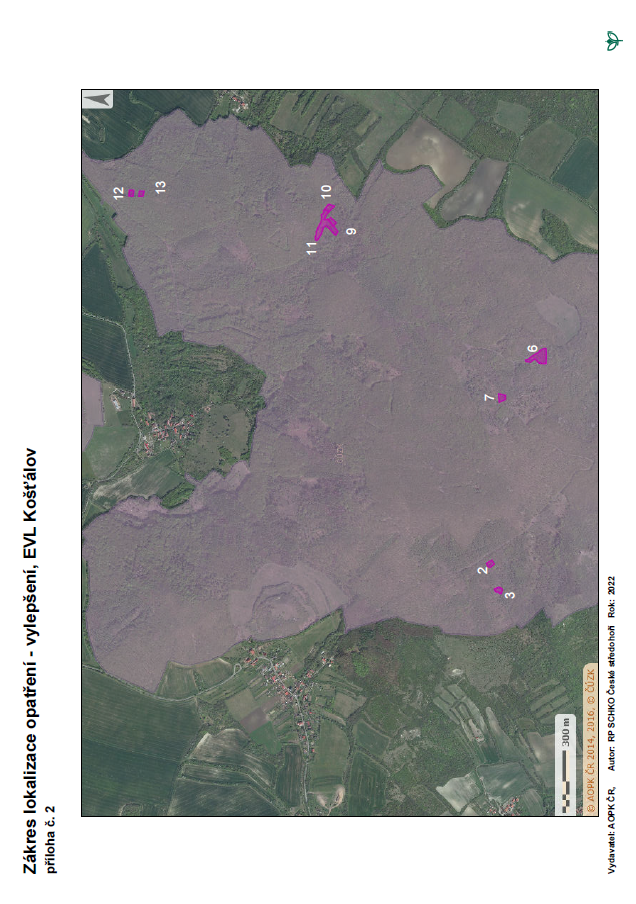 Zákres lokalizace opatření - vylepšení, EVL Košťálov
příloha č. 2
12
13
10
11
9
6
7
2
3
300 m
© AOPK ČR 2014, 2016, © ČÚZK
Vydavatel: AOPK ČR, Autor: RP SCHKO České středohoří Rok: 2022